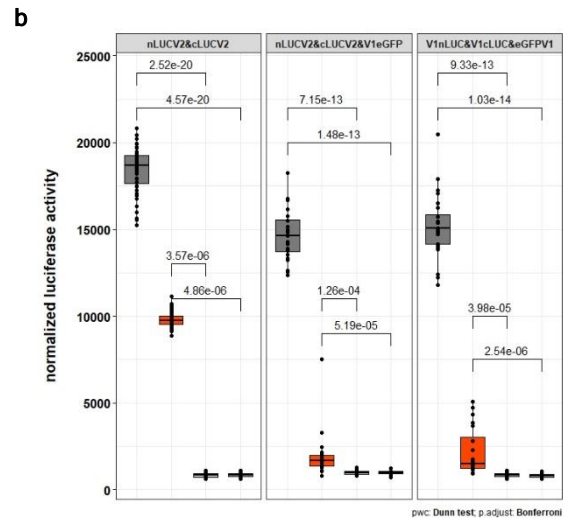 b
nLUCV2&cLUCV2 nLUCV2&cLUCV2&V1eGFP V1nLUC&V1cLUC&eGFPV1
25000
2.52e-20 9.33e-13
4.57e-20 7.15e-13 1.03e-14
20000
1.48e-13
15000
3.57e-06
4.86e-06 1.26e-04
10000
3.98e-05
5.19e-05
2.54e-06
5000
0
normalized luciferase activity
pwc: Dunn test; p.adjust: Bonferroni